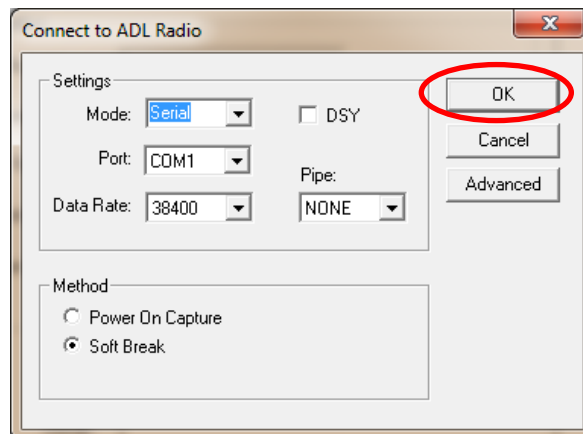 Connect to ADL Radio
Settings
Mode: Serial
DSY
Port: COM1
Pipe:
Data Rate: 38400
NONE
OK
Cancel
Advanced
Method
Power On Capture
Soft Break